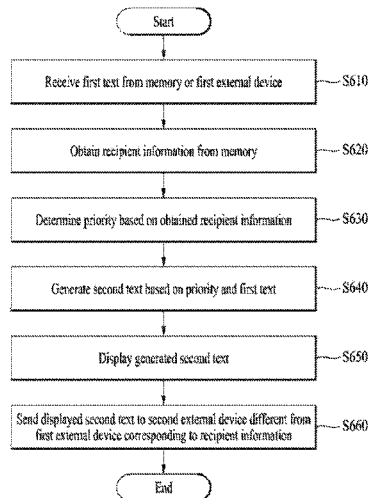 Start
Receive first text from memory or first external device
S610
Obtain recipient information from memory
S620
Determine priority based on obtained recipient information
S630
Generate second text based on priority and first text
S640
Display generated second text
S650
Send displayed second text to second external device different from
first external device corresponding to recipient information
S660
End